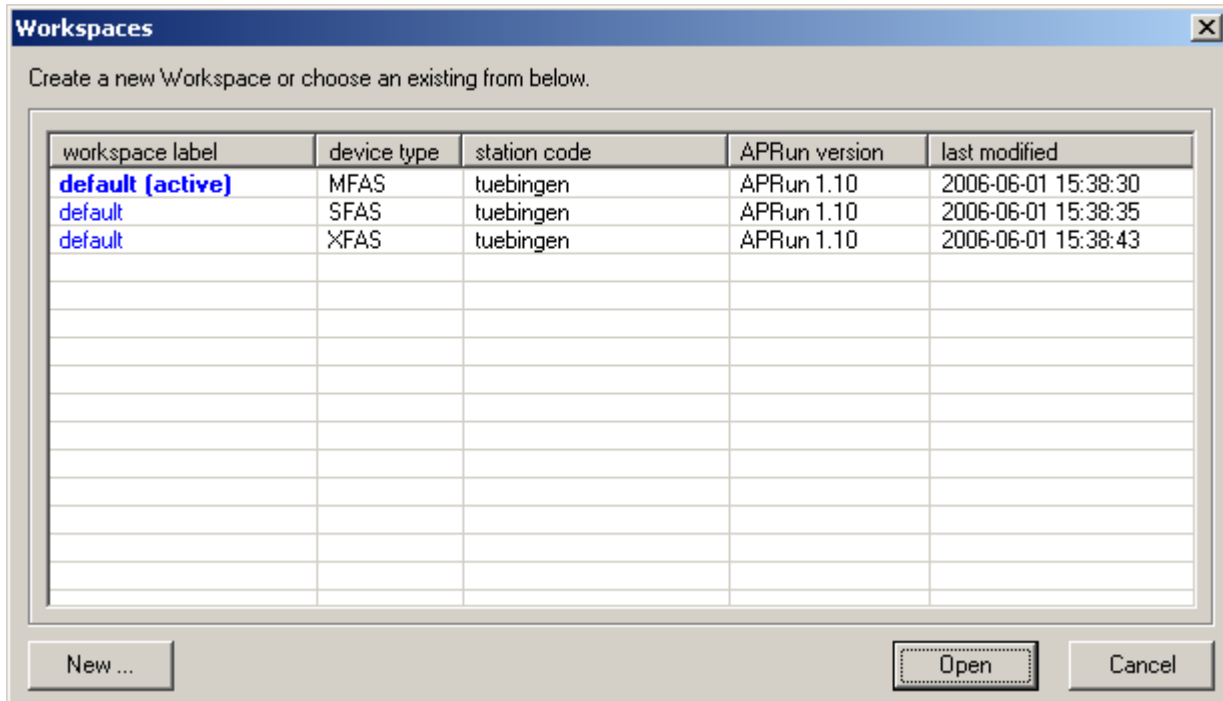 Workspaces
Create a new Workspace or choose an existing from below.
workspace label device type station code APRun version last modified
default (active) MFAS tuebingen APRun 1.10 2006-06-01 15:38:30
default SFAS tuebingen APRun 1.10 2006-06-01 15:38:35
default XFAS tuebingen APRun 1.10 2006-06-01 15:38:43
New ... Open Cancel